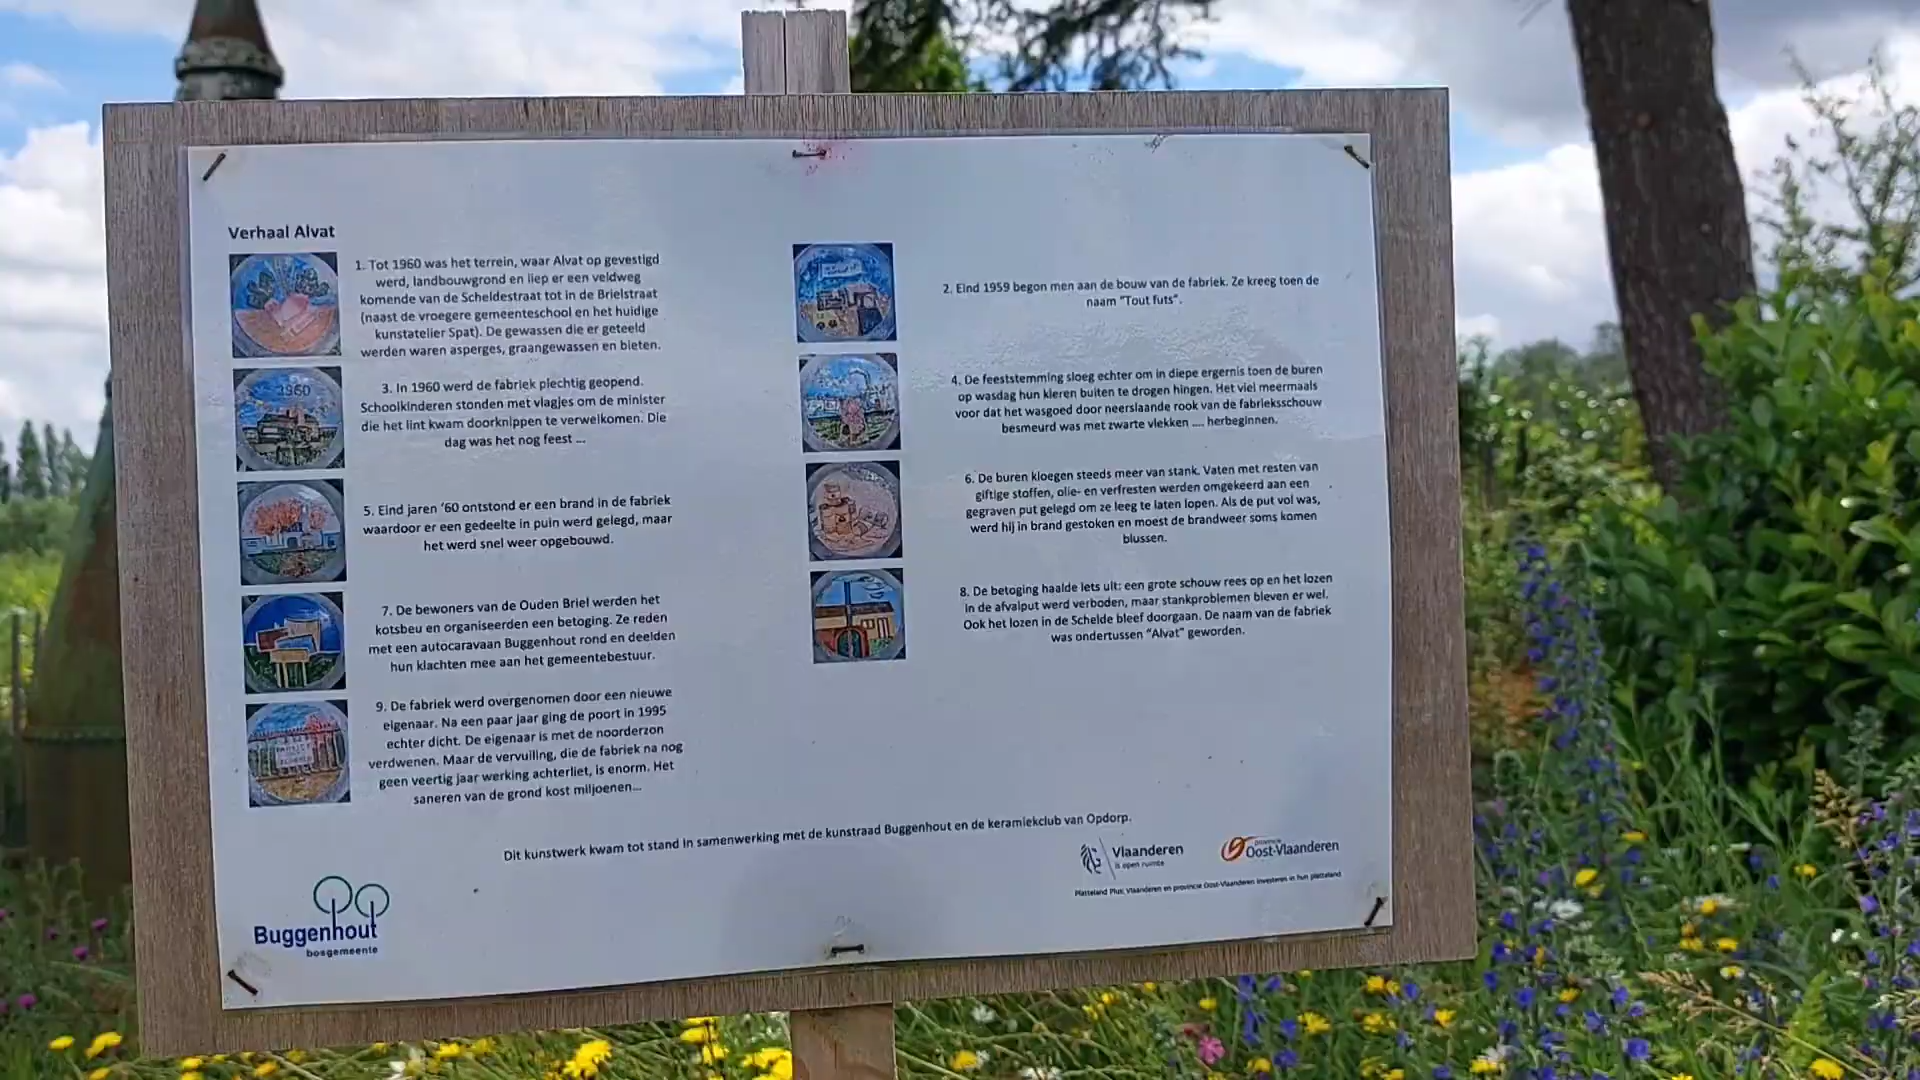 Verhaal Alvat
1. Tot 1960 was het terrein, waar Alvat op gevestigd
werd, landbouwgrond en liep er een veldweg
komende van de Scheldestraat tot in de Brielstraat
(naast de vroegere gemeenteschool en het huidige
kunstatelier Spat). De gewassen die er geteeld
werden waren asperges, graangewassen en bieten.
2. Eind 1959 begon men aan de bouw van de fabriek. Ze kreeg toen de
naam "Tout futs".
1960
3. In 1960 werd de fabriek plechtig geopend.
Schoolkinderen stonden met vlagjes om de minister
die het lint kwam doorknippen te verwelkomen. Die
dag was het nog feest ...
4. De feeststemming sloeg echter om in diepe ergernis toen de buren
op wasdag hun kleren buiten te drogen hingen. Het viel meermaals
voor dat het wasgoed door neerslaande rook van de fabrieksschouw
besmeurd was met zwarte vlekken .... herbeginnen.
5. Eind jaren '60 ontstond er een brand in de fabriek
waardoor er een gedeelte in puin werd gelegd, maar
het werd snel weer opgebouwd.
6. De buren kloegen steeds meer van stank. Vaten met resten van
giftige stoffen, olie- en verfresten werden omgekeerd aan een
gegraven put gelegd om ze leeg te laten lopen. Als de put vol was,
werd hij in brand gestoken en moest de brandweer soms komen
blussen.
7. De bewoners van de Ouden Briel werden het
kotsbeu en organiseerden een betoging. Ze reden
met een autocaravaan Buggenhout rond en deelden
hun klachten mee aan het gemeentebestuur.
8. De betoging haalde iets uit: een grote schouw rees op en het lozen
in de afvalput werd verboden, maar stankproblemen bleven er wel.
Ook het lozen in de Schelde bleef doorgaan. De naam van de fabriek
was ondertussen "Alvat" geworden.
9. De fabriek werd overgenomen door een nieuwe
eigenaar. Na een paar jaar ging de poort in 1995
echter dicht. De eigenaar is met de noorderzon
verdwenen. Maar de vervuiling, die de fabriek na nog
geen veertig jaar werking achterliet, is enorm. Het
saneren van de grond kost miljoenen...
Dit kunstwerk kwam tot stand in samenwerking met de kunstraad Buggenhout en de keramiekclub van Opdorp.
Vlaanderen
is open ruimte
provincie
Oost-Vlaanderen
Platteland Plus: Vlaanderen en provincie Oost-Vlaanderen investeren in hun platteland
Buggenhout
bosgemeente